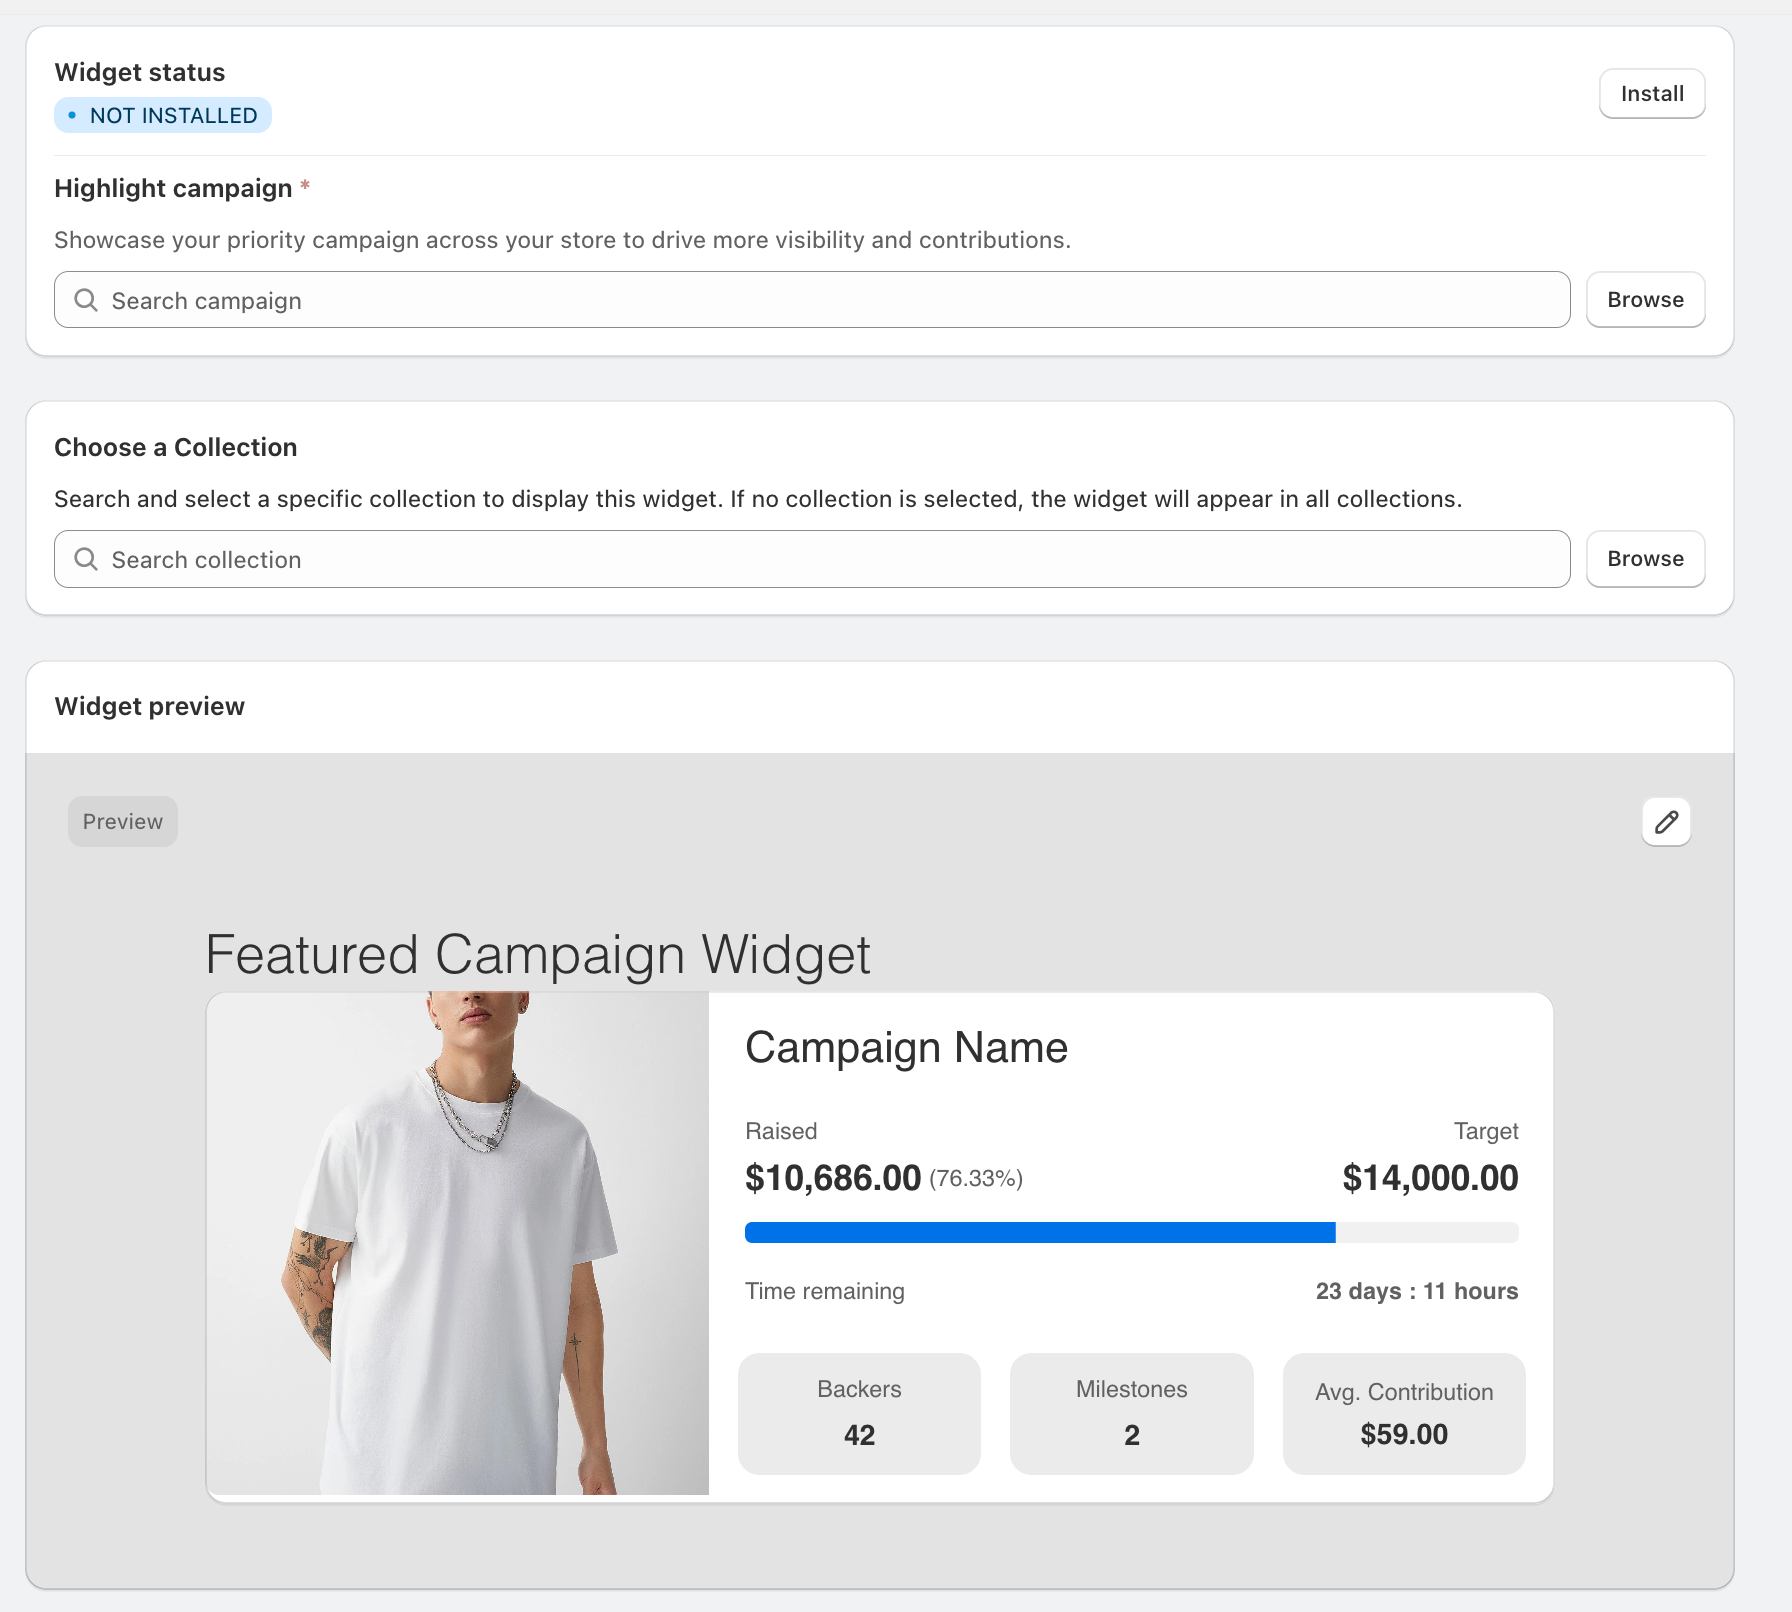 Widget status
NOT INSTALLED
Install
Highlight campaign *
Showcase your priority campaign across your store to drive more visibility and contributions.
Search campaign
Browse
Choose a Collection
Search and select a specific collection to display this widget. If no collection is selected, the widget will appear in all collections.
Search collection
Browse
Widget preview
Preview
Featured Campaign Widget
Campaign Name
Raised
Target
$10,686.00 (76.33%)
$14,000.00
Time remaining
23 days : 11 hours
Backers
42
Milestones
2
Avg. Contribution
$59.00